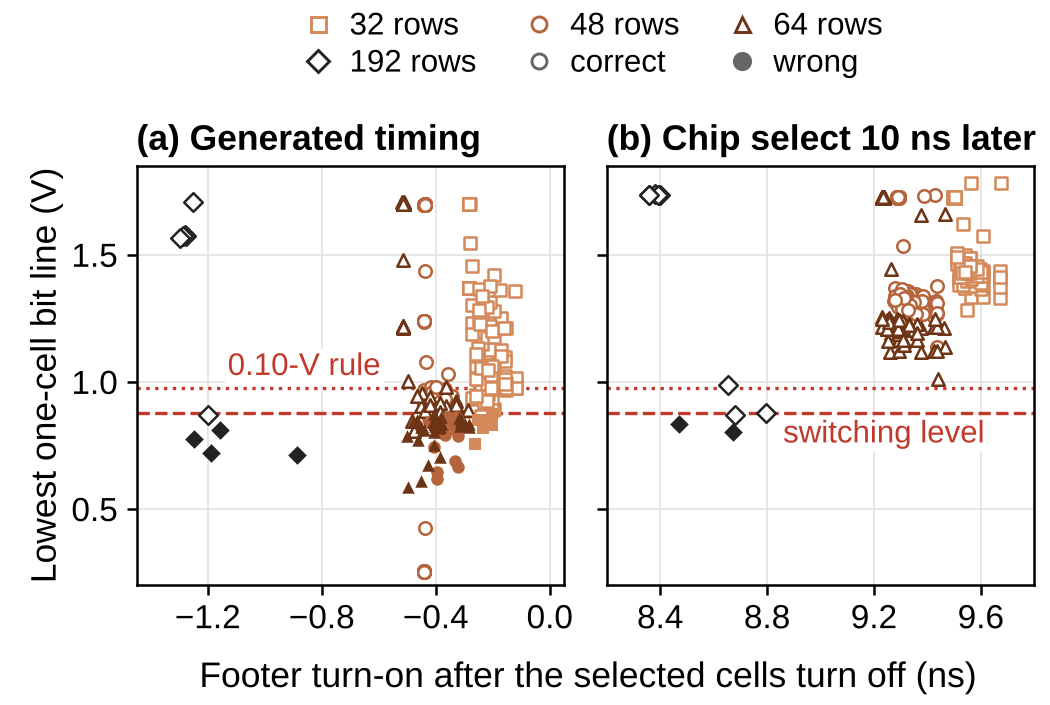 32 rows 48 rows 64 rows
192 rows correct wrong
(a) Generated timing (b) Chip select 10 ns later
Lowest one-cell bit line (V)
1.5
1.0
0.5
0.10-V rule
switching level
−1.2 −0.8 −0.4 0.0 8.4 8.8 9.2 9.6
Footer turn-on after the selected cells turn off (ns)